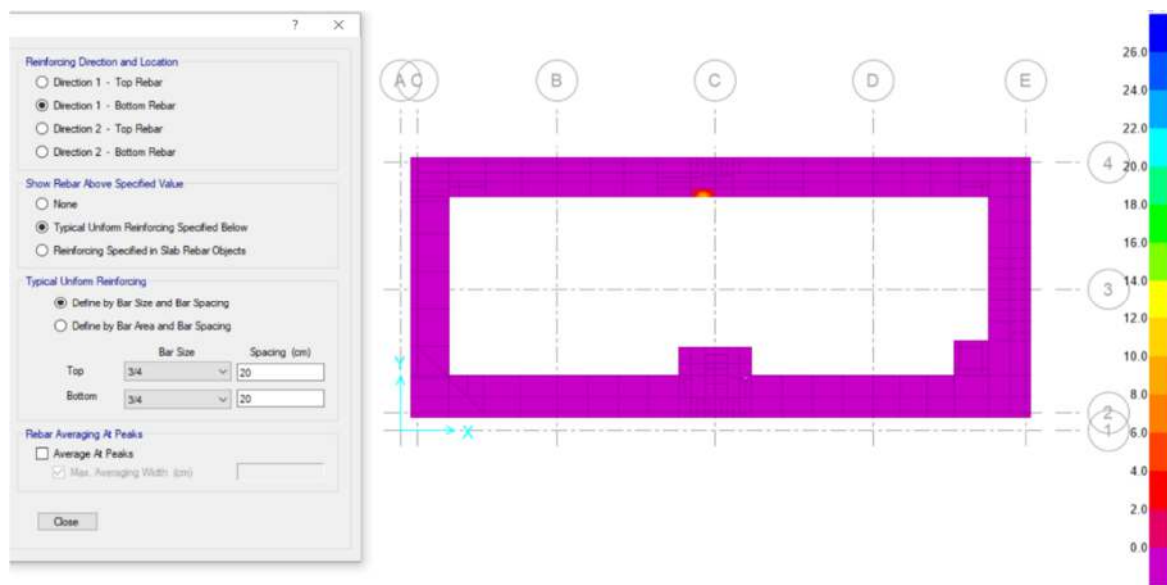 ?
Reinforcing Direction and Location
Direction 1 - Top Rebar
Direction 1 - Bottom Rebar
Direction 2 - Top Rebar
Direction 2 - Bottom Rebar
Show Rebar Above Specified Value
None
Typical Uniform Reinforcing Specified Below
Reinforcing Specified in Slab Rebar Objects
Typical Uniform Reinforcing
Define by Bar Size and Bar Spacing
Define by Bar Area and Bar Spacing
Bar Size Spacing (cm)
Top 3/4 20
Bottom 3/4 20
Rebar Averaging At Peaks
Average At Peaks
Max. Averaging Width (cm)
Close
A C B C D E
4
3
2
1
Y
X
26.0
24.0
22.0
20.0
18.0
16.0
14.0
12.0
10.0
8.0
6.0
4.0
2.0
0.0